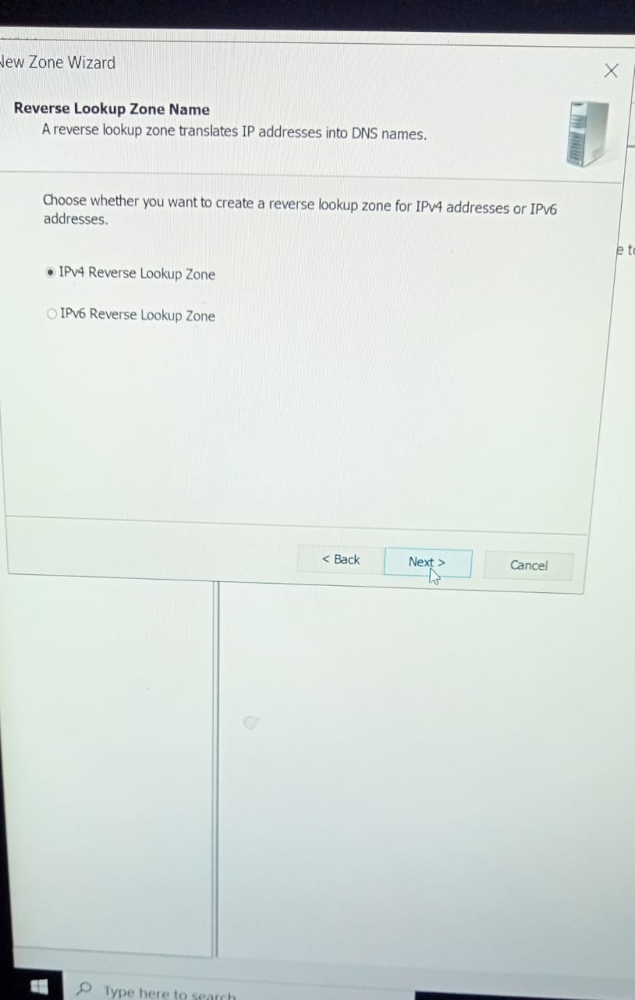 New Zone Wizard
Reverse Lookup Zone Name
A reverse lookup zone translates IP addresses into DNS names.
Choose whether you want to create a reverse lookup zone for IPv4 addresses or IPv6
addresses.
IPv4 Reverse Lookup Zone
IPv6 Reverse Lookup Zone
< Back
Next >
Cancel
Type here to search